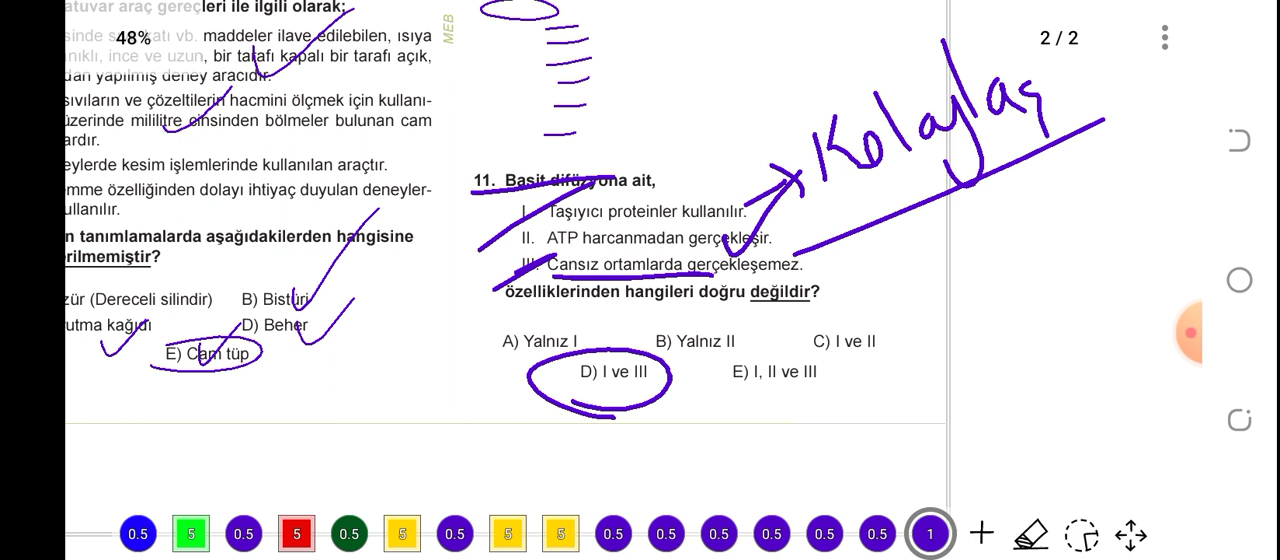 atuvar araç gereçleri ile ilgili olarak;
48%
maddeler ilave edilebilen, ısıya
nıklı, ince ve uzun, bir tarafı kapalı bir tarafı açık,
dan yapılmış deney aracıdır.
sıvıların ve çözeltilerin hacmini ölçmek için kullanı-
üzerinde mililitre cinsinden bölmeler bulunan cam
ardır.
eylerde kesim işlemlerinde kullanılan araçtır.
emme özelliğinden dolayı ihtiyaç duyulan deneyler-
ullanılır.
n tanımlamalarda aşağıdakilerden hangisine
erilmemiştir?
zür (Dereceli silindir) B) Bistüri
utma kağıdı D) Beher
E) Cam tüp
MEB
2 / 2
Kolaylaş
11. Basit difüzyona ait,
I. Taşıyıcı proteinler kullanılır.
II. ATP harcanmadan gerçekleşir.
III. Cansız ortamlarda gerçekleşemez.
özelliklerinden hangileri doğru değildir?
A) Yalnız I B) Yalnız II C) I ve II
D) I ve III E) I, II ve III
0.5 5 0.5 5 0.5 5 0.5 5 5 0.5 0.5 0.5 0.5 0.5 0.5 1